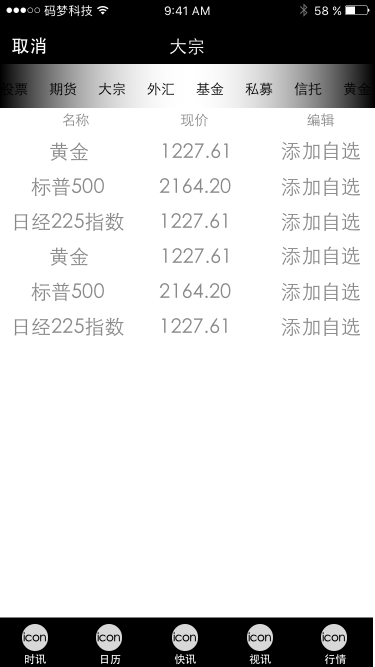 码梦科技 9:41 AM 58 %
取消 大宗
股票 期货 大宗 外汇 基金 私募 信托 黄金
名称 现价 编辑
黄金 1227.61 添加自选
标普500 2164.20 添加自选
日经225指数 1227.61 添加自选
黄金 1227.61 添加自选
标普500 2164.20 添加自选
日经225指数 1227.61 添加自选
icon icon icon icon icon
时讯 日历 快讯 视讯 行情